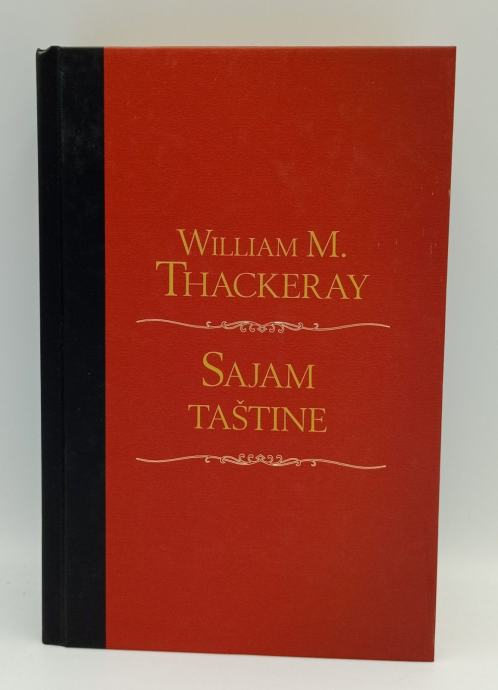 William M.
Thackeray
Sajam
taštine